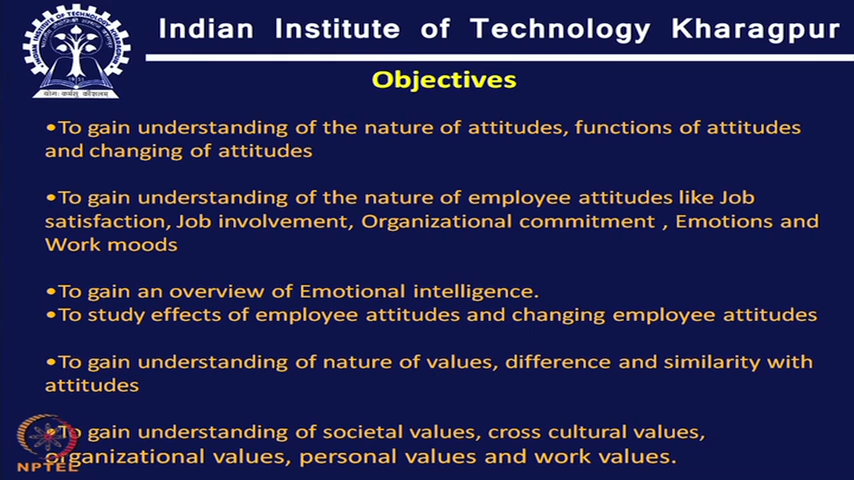 Indian Institute of Technology Kharagpur
Objectives
•To gain understanding of the nature of attitudes, functions of attitudes
and changing of attitudes
•To gain understanding of the nature of employee attitudes like Job
satisfaction, Job involvement, Organizational commitment , Emotions and
Work moods
•To gain an overview of Emotional intelligence.
•To study effects of employee attitudes and changing employee attitudes
•To gain understanding of nature of values, difference and similarity with
attitudes
•To gain understanding of societal values, cross cultural values,
organizational values, personal values and work values.
NPTEL
योगः कर्मसु कौशलम्